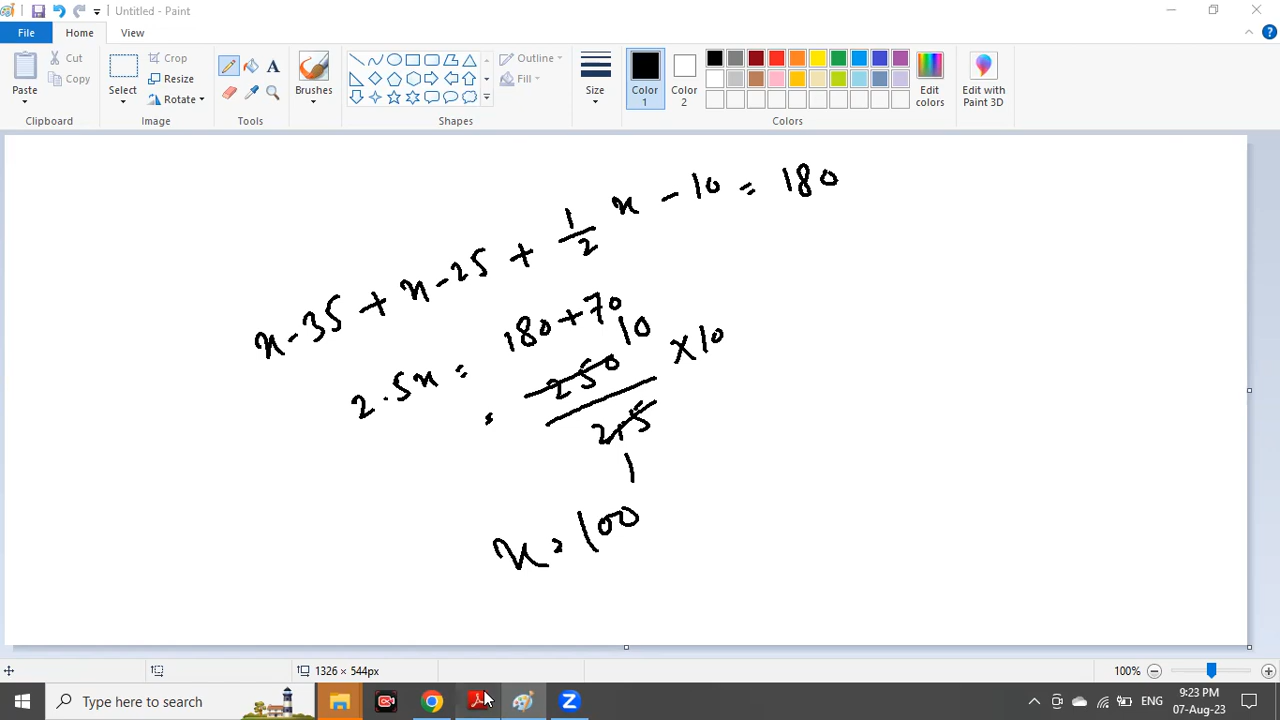 Untitled - Paint
File
Home
View
Paste
Cut
Copy
Clipboard
Select
Crop
Resize
Rotate
Image
A
Tools
Brushes
Outline
Fill
Shapes
Size
Color 1
Color 2
Edit colors
Colors
Edit with Paint 3D
x-35 + x-25 + 1/2 x - 10 = 180
2.5x = 180+70
= 250/2.5 10 1 ×10
x = 100
1326 × 544px
100%
Type here to search
ENG
9:23 PM
07-Aug-23